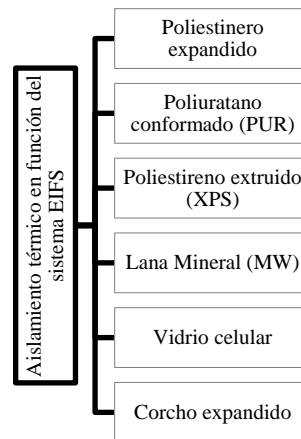 Aislamiento térmico en función del
sistema EIFS
Poliestinero
expandido
Poliuratano
conformado (PUR)
Poliestireno extruido
(XPS)
Lana Mineral (MW)
Vidrio celular
Corcho expandido